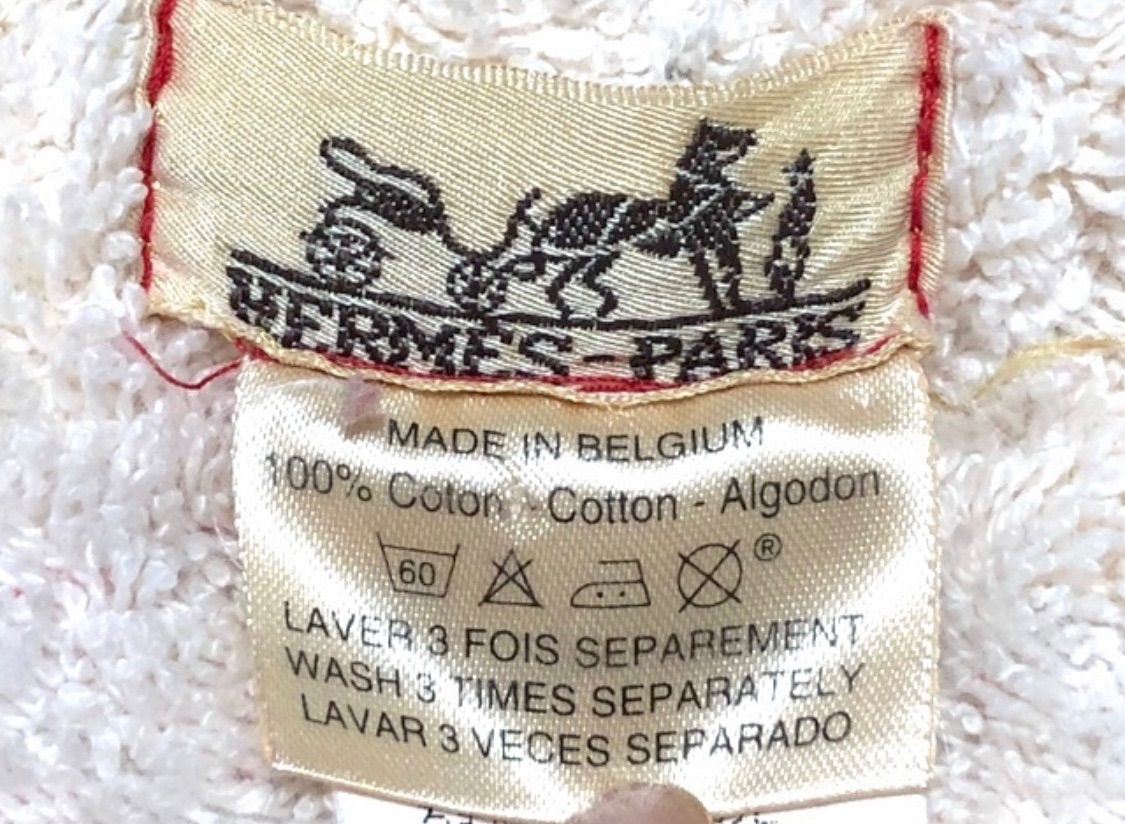 HERMES-PARIS
MADE IN BELGIUM
100% Coton - Cotton - Algodon
60
®
LAVER 3 FOIS SEPAREMENT
WASH 3 TIMES SEPARATELY
LAVAR 3 VECES SEPARADO